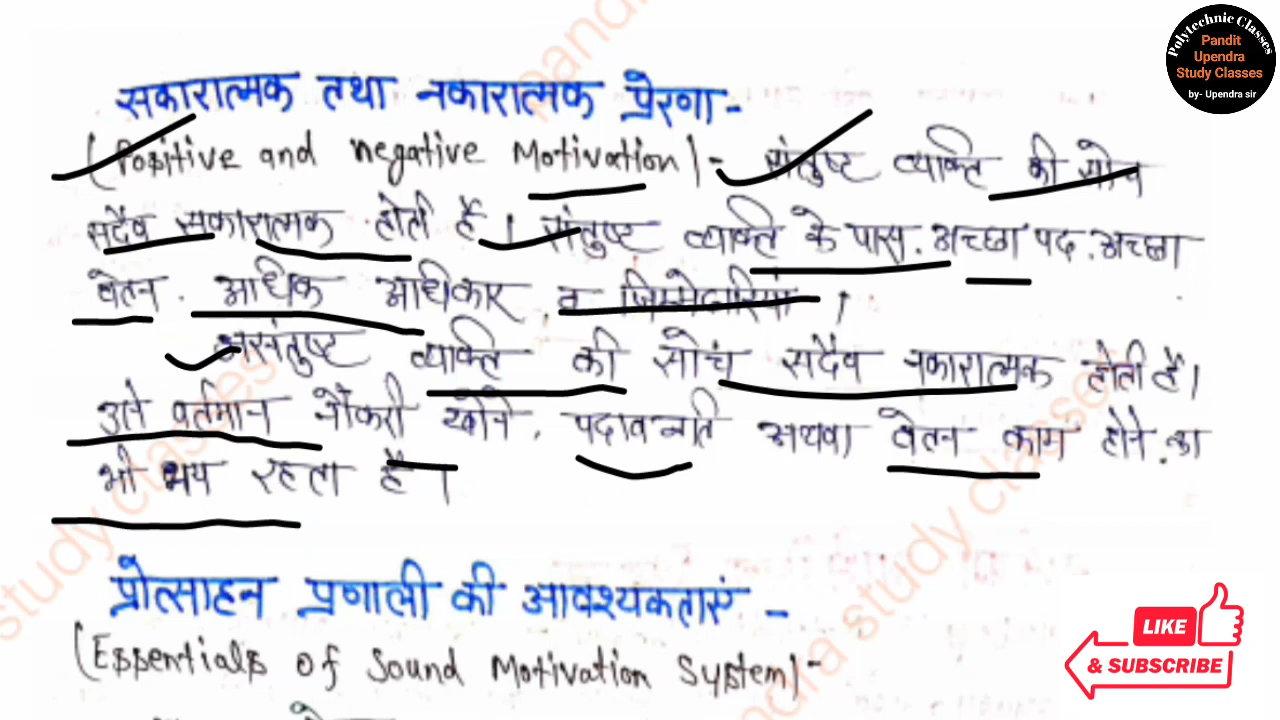 Polytechnic Classes
Pandit
Upendra
Study Classes
by- Upendra sir
सकारात्मक तथा नकारात्मक प्रेरणा -
(Positive and negative Motivation) - संतुष्ट व्यक्ति की सोच
सदैव सकारात्मक होती है । संतुष्ट व्यक्ति के पास . अच्छा पद . अच्छा
वेतन . अधिक अधिकार व जिम्मेदारियां ।
असंतुष्ट व्यक्ति की सोच सदैव नकारात्मक होती है।
उसे वर्तमान नौकरी खोने , पदावनति अथवा वेतन काम होने का
भी भय रहता है ।
प्रोत्साहन प्रणाली की आवश्यकताएं -
(Essentials of Sound Motivation System) -
LIKE
& SUBSCRIBE